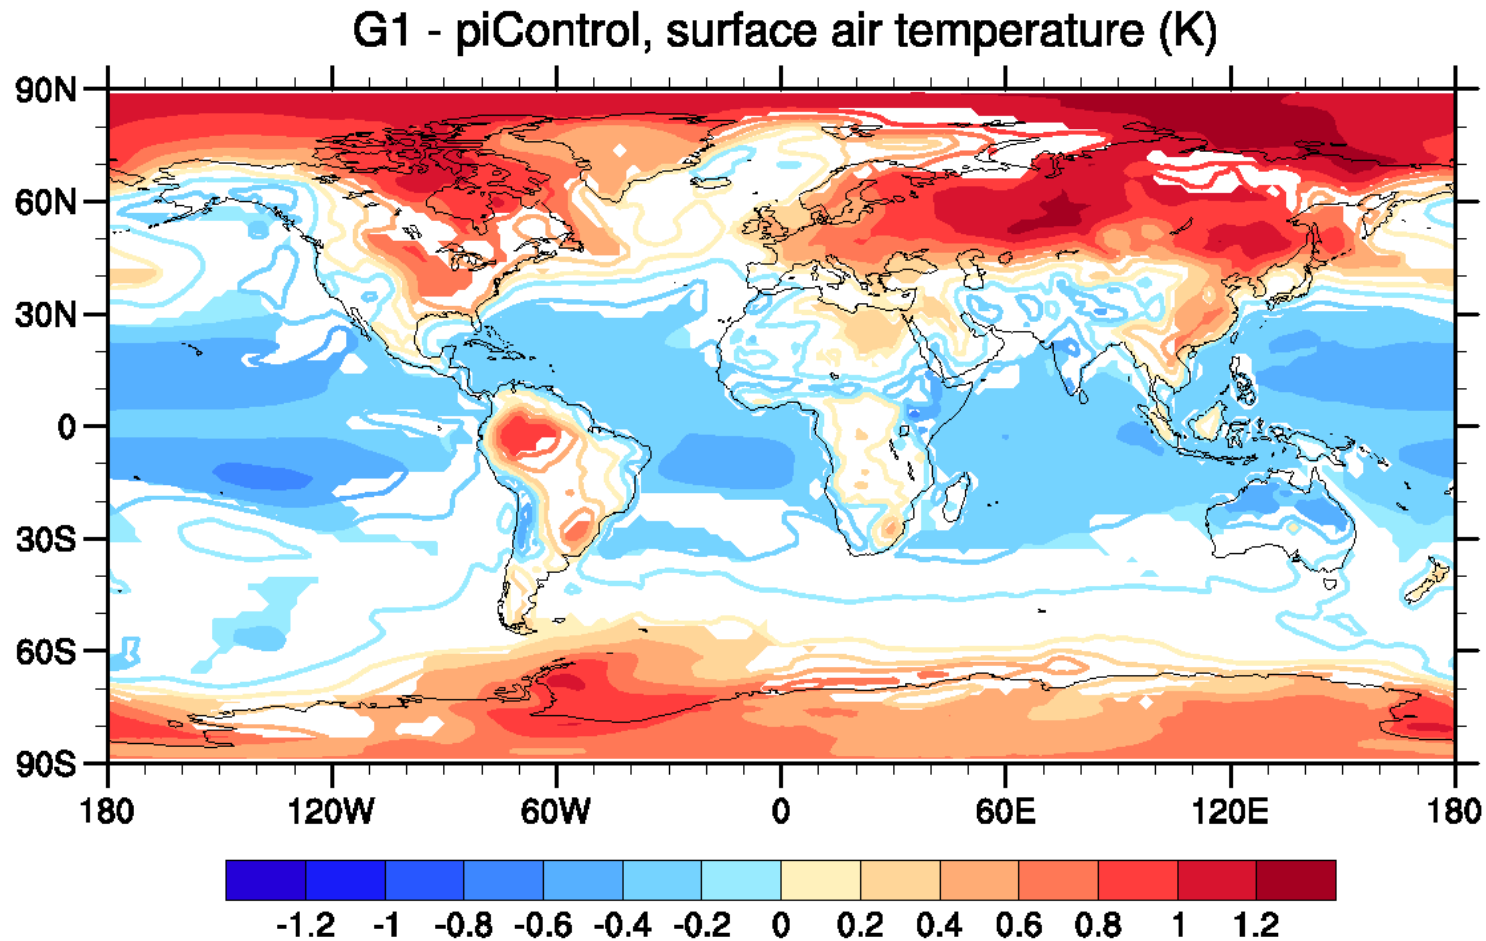 G1 - piControl, surface air temperature (K)
90N
60N
30N
0
30S
60S
90S
180 120W 60W 0 60E 120E 180
-1.2 -1 -0.8 -0.6 -0.4 -0.2 0 0.2 0.4 0.6 0.8 1 1.2